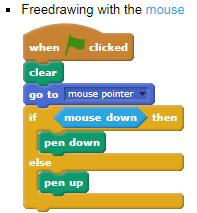 ▪ Freedrawing with the mouse
when clicked
clear
go to mouse pointer
if mouse down then
pen down
else
pen up